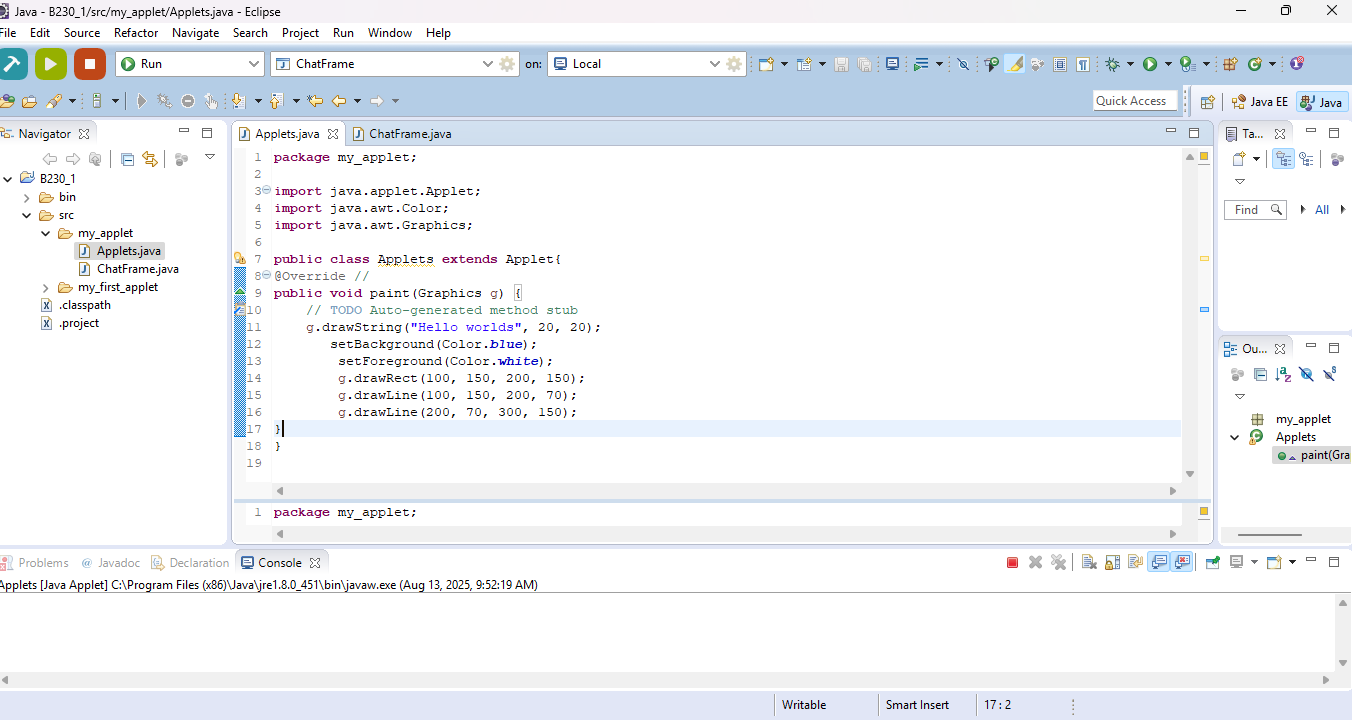 Java - B230_1/src/my_applet/Applets.java - Eclipse
File Edit Source Refactor Navigate Search Project Run Window Help
Run ChatFrame on: Local
Quick Access Java EE Java
Navigator
B230_1
bin
src
my_applet
Applets.java
ChatFrame.java
my_first_applet
.classpath
.project
Applets.java ChatFrame.java
1 package my_applet;
2
3 import java.applet.Applet;
4 import java.awt.Color;
5 import java.awt.Graphics;
6
7 public class Applets extends Applet{
8 @Override //
9 public void paint(Graphics g) {
10 // TODO Auto-generated method stub
11 g.drawString("Hello worlds", 20, 20);
12 setBackground(Color.blue);
13 setForeground(Color.white);
14 g.drawRect(100, 150, 200, 150);
15 g.drawLine(100, 150, 200, 70);
16 g.drawLine(200, 70, 300, 150);
17 }
18 }
19
1 package my_applet;
Ta...
Find All
Ou...
my_applet
Applets
paint(Gra
Problems @ Javadoc Declaration Console
Applets [Java Applet] C:\Program Files (x86)\Java\jre1.8.0_451\bin\javaw.exe (Aug 13, 2025, 9:52:19 AM)
Writable Smart Insert 17 : 2